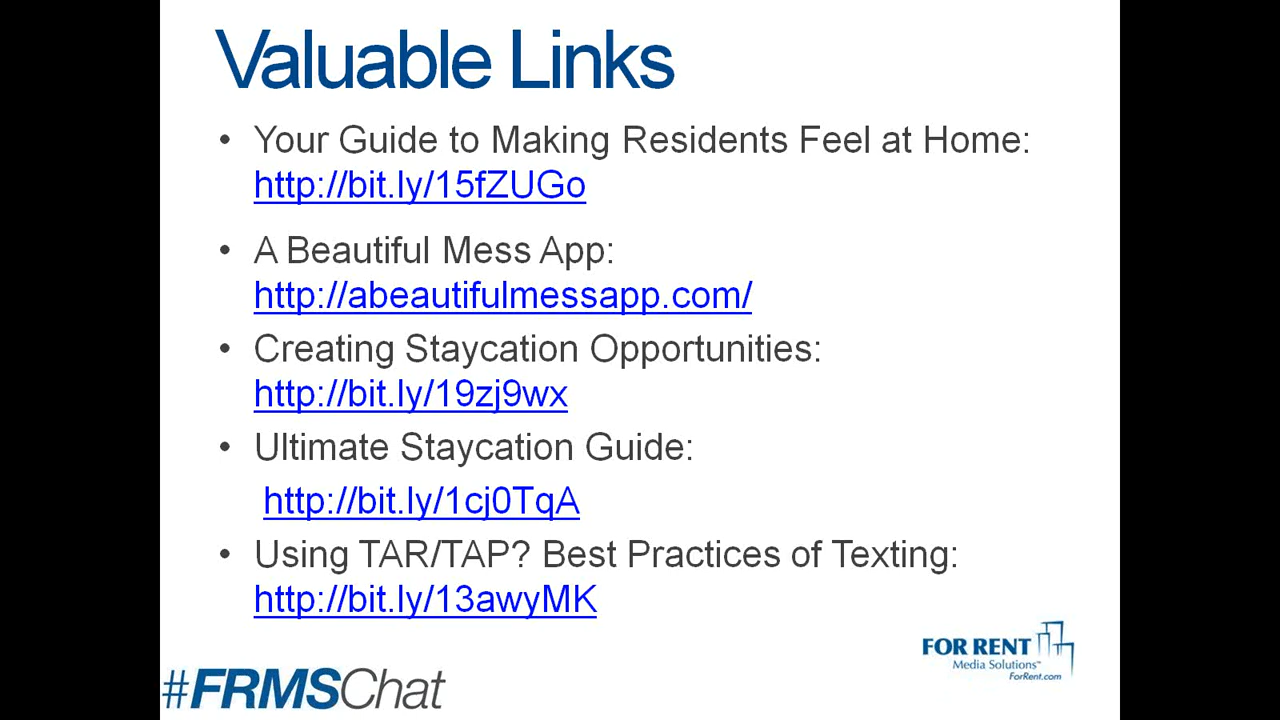 Valuable Links
• Your Guide to Making Residents Feel at Home:
http://bit.ly/15fZUGo
• A Beautiful Mess App:
http://abeautifulmessapp.com/
• Creating Staycation Opportunities:
http://bit.ly/19zj9wx
• Ultimate Staycation Guide:
http://bit.ly/1cj0TqA
• Using TAR/TAP? Best Practices of Texting:
http://bit.ly/13awyMK
FOR RENT
Media Solutions™
ForRent.com
#FRMSChat